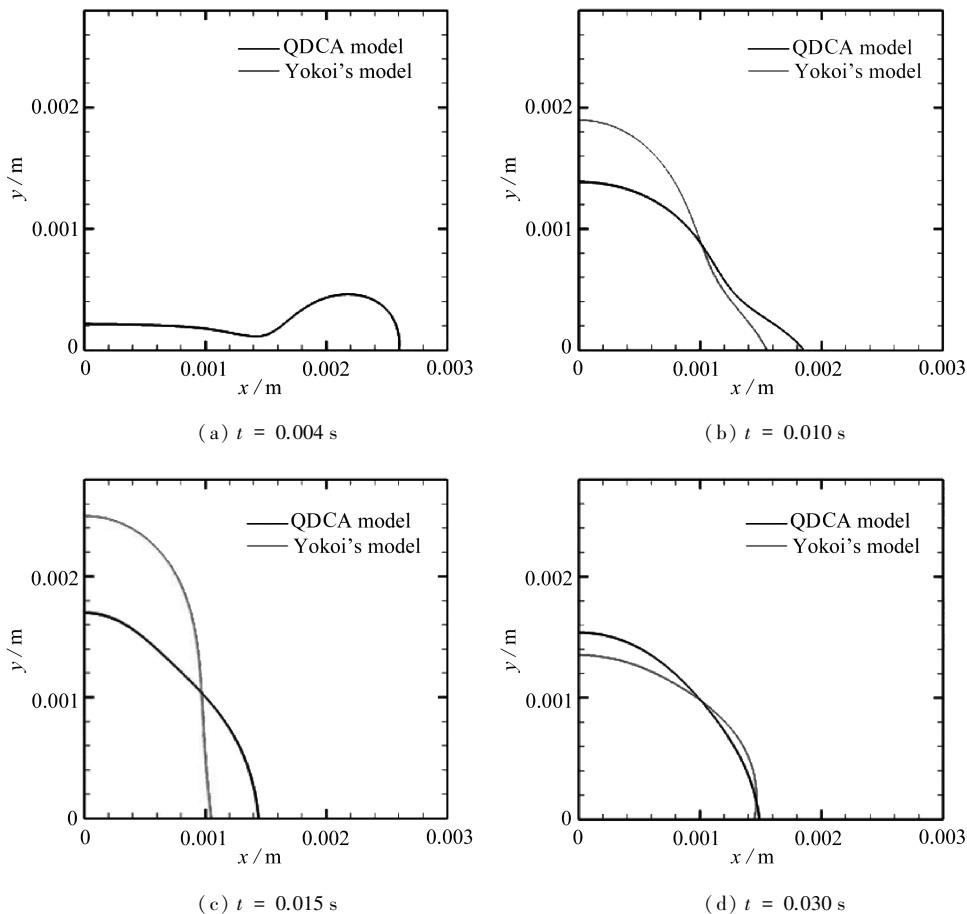 QDCA model
Yokoi's model
0.002
0.001
0
y / m
0 0.001 0.002 0.003
x / m
(a) t = 0.004 s
QDCA model
Yokoi's model
0.002
0.001
0
y / m
0 0.001 0.002 0.003
x / m
(b) t = 0.010 s
QDCA model
Yokoi's model
0.002
0.001
0
y / m
0 0.001 0.002 0.003
x / m
(c) t = 0.015 s
QDCA model
Yokoi's model
0.002
0.001
0
y / m
0 0.001 0.002 0.003
x / m
(d) t = 0.030 s